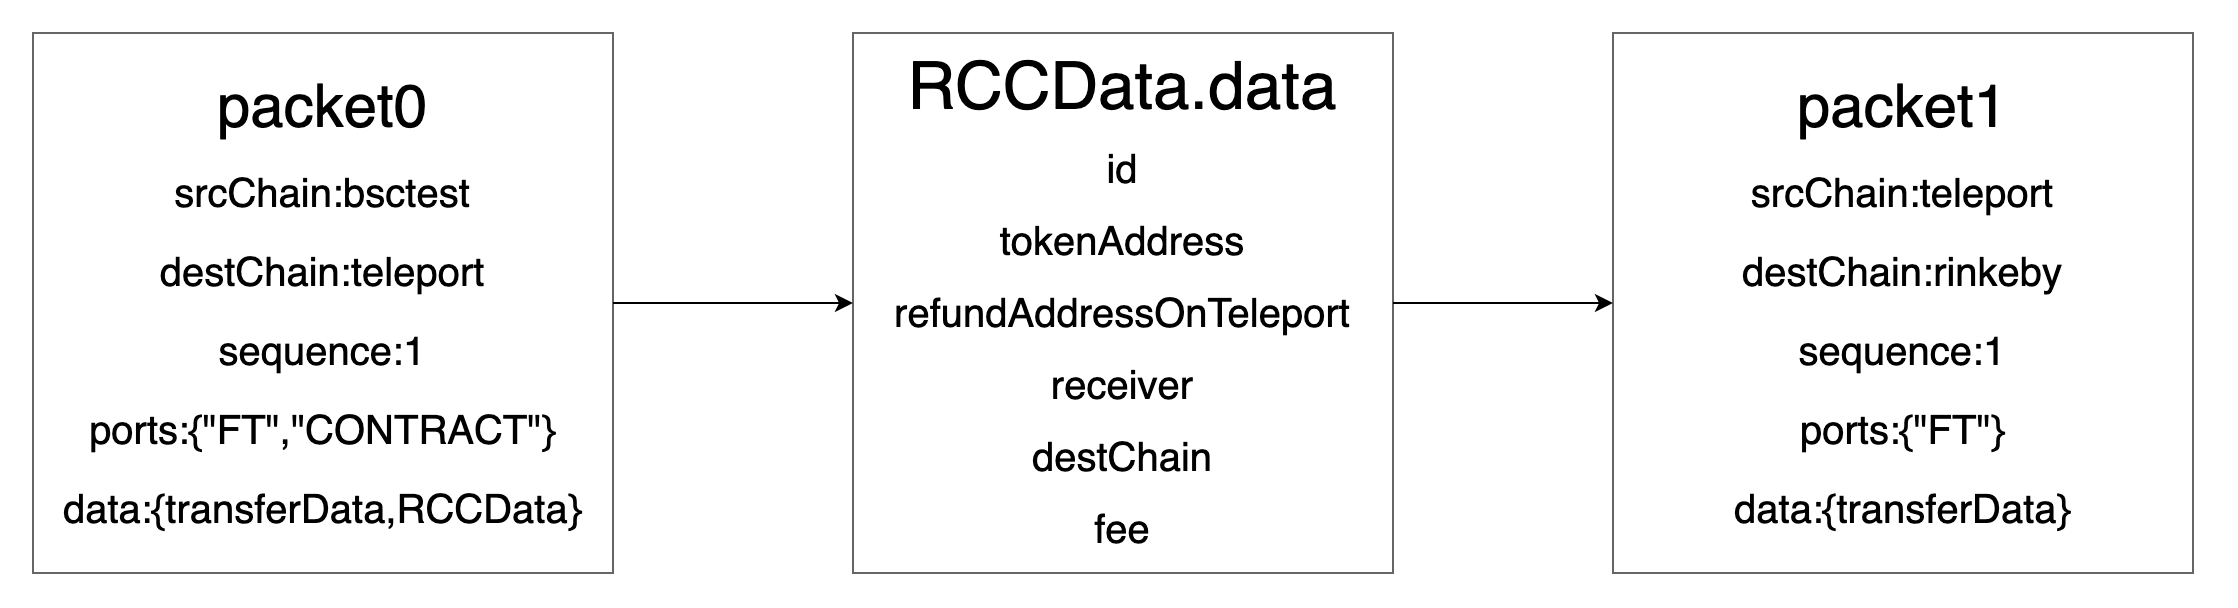 packet0
srcChain:bsctest
destChain:teleport
sequence:1
ports:{"FT","CONTRACT"}
data:{transferData,RCCData}
RCCData.data
id
tokenAddress
refundAddressOnTeleport
receiver
destChain
fee
packet1
srcChain:teleport
destChain:rinkeby
sequence:1
ports:{"FT"}
data:{transferData}